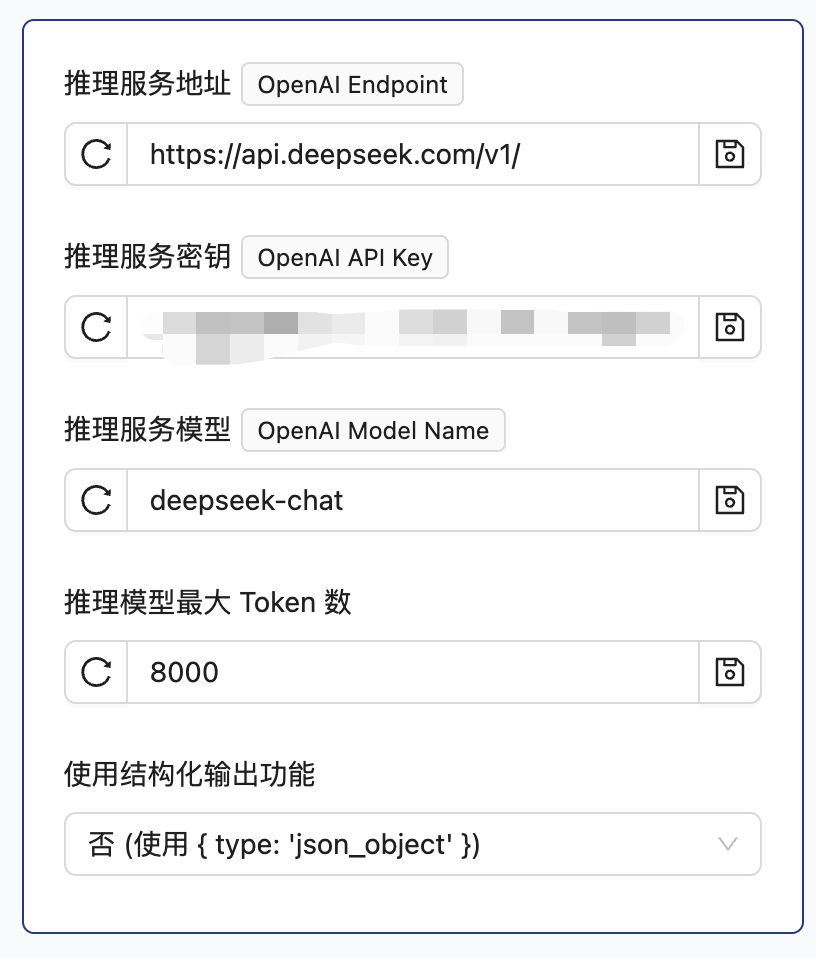 推理服务地址 OpenAI Endpoint
https://api.deepseek.com/v1/
推理服务密钥 OpenAI API Key
推理服务模型 OpenAI Model Name
deepseek-chat
推理模型最大 Token 数
8000
使用结构化输出功能
否 (使用 { type: 'json_object' })